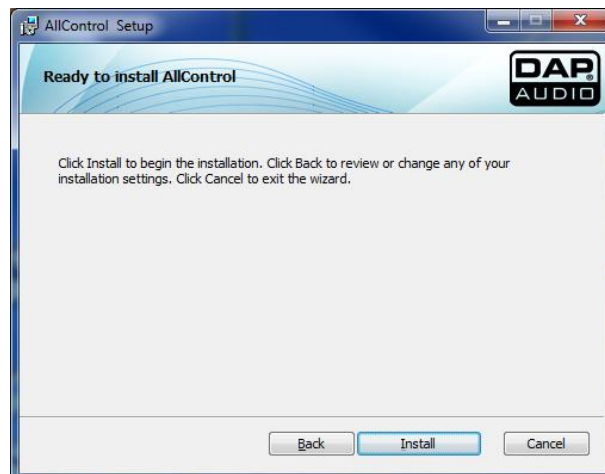 AllControl Setup
Ready to install AllControl
DAP
AUDIO
Click Install to begin the installation. Click Back to review or change any of your
installation settings. Click Cancel to exit the wizard.
Back
Install
Cancel